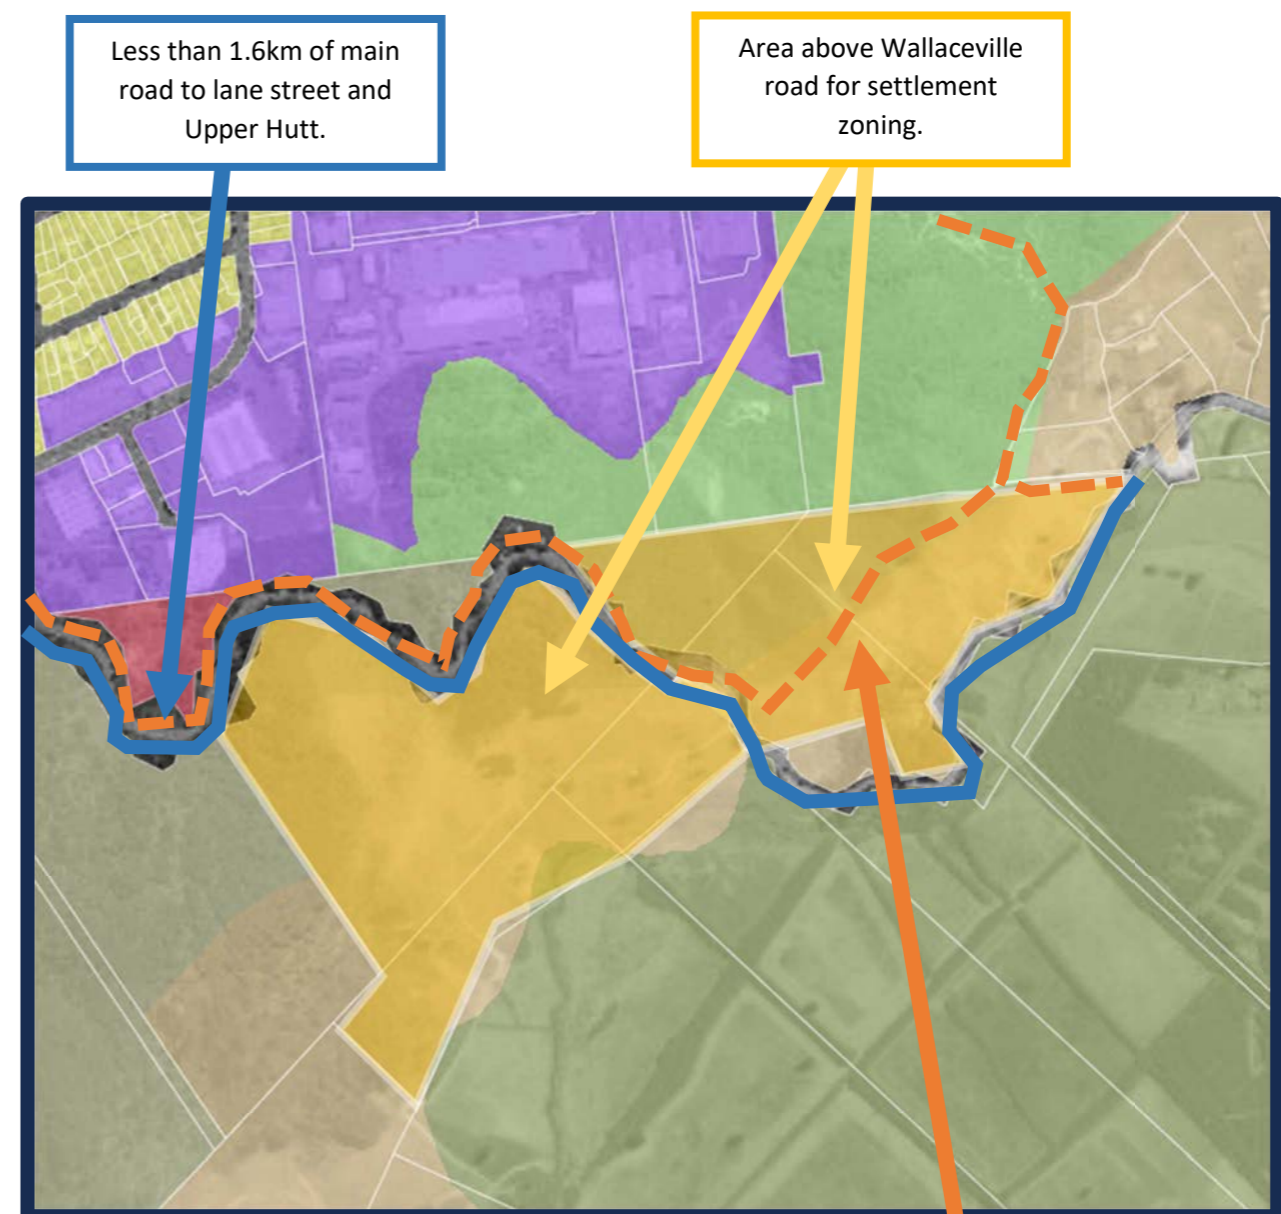 Less than 1.6km of main
road to lane street and
Upper Hutt.
Area above Wallaceville
road for settlement
zoning.